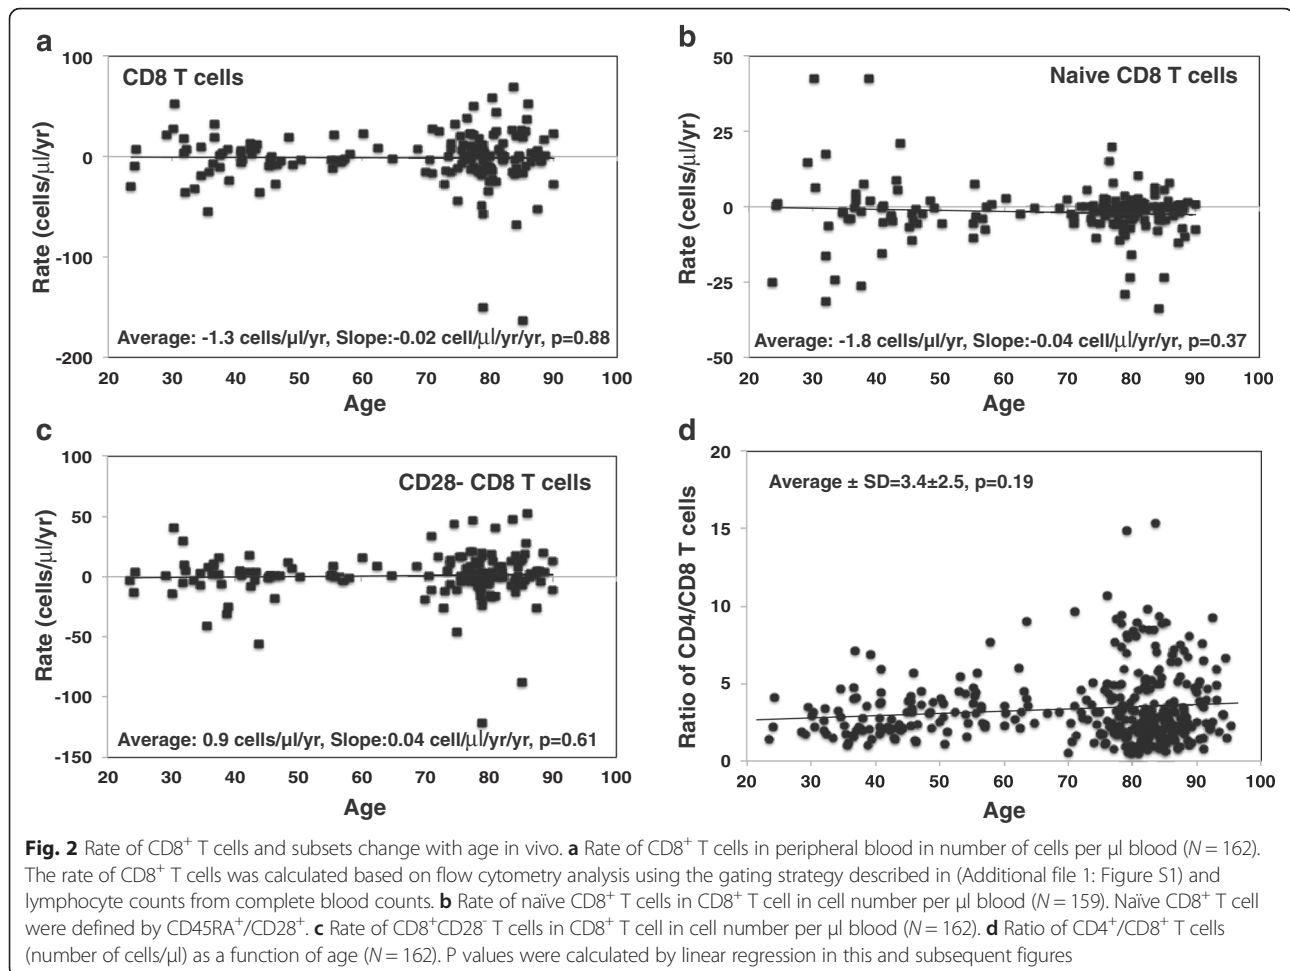 a
CD8 T cells
Rate (cells/µl/yr)
100
0
-100
-200
Average: -1.3 cells/µl/yr, Slope:-0.02 cell/µl/yr/yr, p=0.88
20 30 40 50 60 70 80 90 100
Age
b
Naive CD8 T cells
Rate (cells/µl/yr)
50
25
0
-25
-50
Average: -1.8 cells/µl/yr, Slope:-0.04 cell/µl/yr/yr, p=0.37
20 30 40 50 60 70 80 90 100
Age
c
CD28- CD8 T cells
Rate (cells/µl/yr)
100
50
0
-50
-100
-150
Average: 0.9 cells/µl/yr, Slope:0.04 cell/µl/yr/yr, p=0.61
20 30 40 50 60 70 80 90 100
Age
d
Average ± SD=3.4±2.5, p=0.19
Ratio of CD4/CD8 T cells
20
15
10
5
0
20 30 40 50 60 70 80 90 100
Age
Fig. 2 Rate of CD8⁺ T cells and subsets change with age in vivo. a Rate of CD8⁺ T cells in peripheral blood in number of cells per µl blood (N = 162).
The rate of CD8⁺ T cells was calculated based on flow cytometry analysis using the gating strategy described in (Additional file 1: Figure S1) and
lymphocyte counts from complete blood counts. b Rate of naïve CD8⁺ T cells in CD8⁺ T cell in cell number per µl blood (N = 159). Naïve CD8⁺ T cell
were defined by CD45RA⁺/CD28⁺. c Rate of CD8⁺CD28⁻ T cells in CD8⁺ T cell in cell number per µl blood (N = 162). d Ratio of CD4⁺/CD8⁺ T cells
(number of cells/µl) as a function of age (N = 162). P values were calculated by linear regression in this and subsequent figures